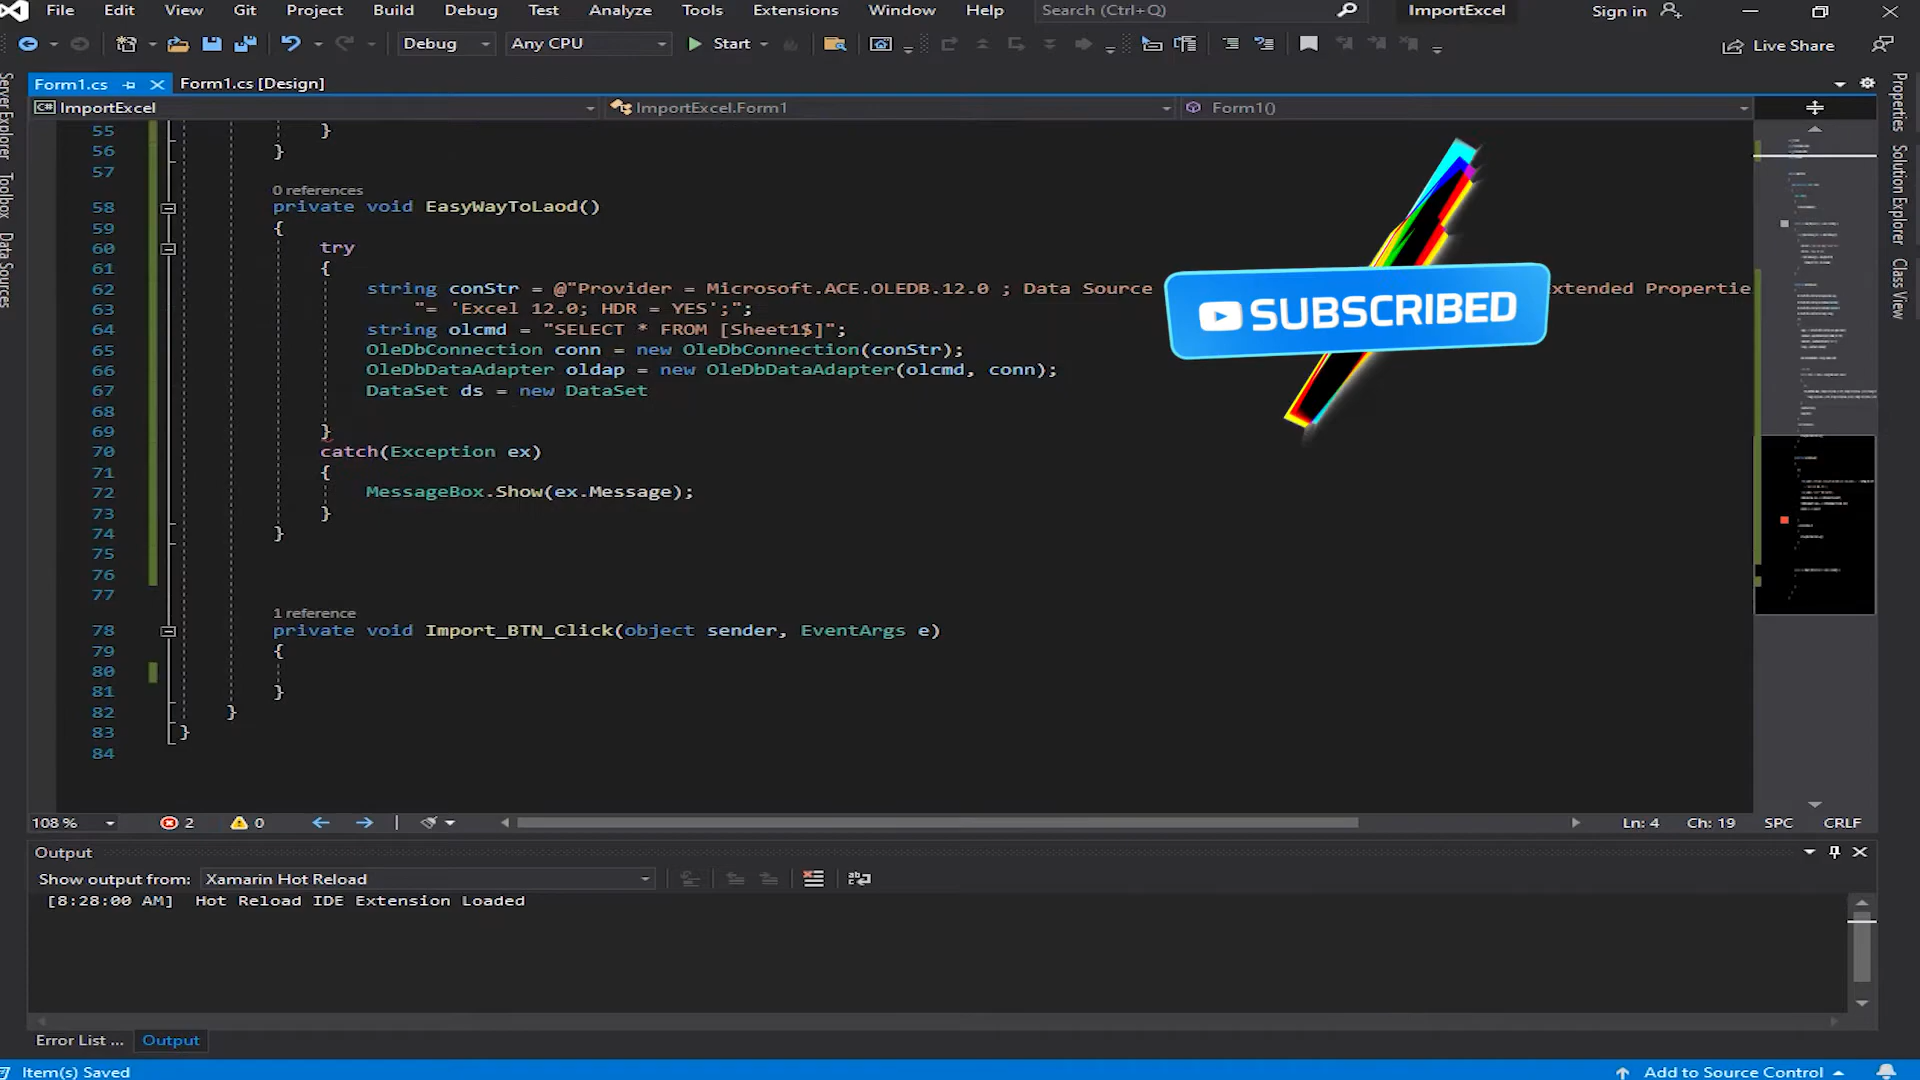 File Edit View Git Project Build Debug Test Analyze Tools Extensions Window Help Search (Ctrl+Q) ImportExcel Sign in
Debug Any CPU Start Live Share
Form1.cs Form1.cs [Design]
C# ImportExcel ImportExcel.Form1 Form1()
Server Explorer
Toolbox
Data Sources
55 }
56 }
57
0 references
58 private void EasyWayToLaod()
59 {
60 try
61 {
62 string conStr = @"Provider = Microsoft.ACE.OLEDB.12.0 ; Data Source xtended Propertie
63 "= 'Excel 12.0; HDR = YES';";
64 string olcmd = "SELECT * FROM [Sheet1$]";
65 OleDbConnection conn = new OleDbConnection(conStr);
66 OleDbDataAdapter oldap = new OleDbDataAdapter(olcmd, conn);
67 DataSet ds = new DataSet
68
69 }
70 catch(Exception ex)
71 {
72 MessageBox.Show(ex.Message);
73 }
74 }
75
76
77
1 reference
78 private void Import_BTN_Click(object sender, EventArgs e)
79 {
80
81 }
82 }
83 }
84
SUBSCRIBED
Properties
Solution Explorer
Class View
108 % 2 0 Ln: 4 Ch: 19 SPC CRLF
Output
Show output from: Xamarin Hot Reload
[8:28:00 AM] Hot Reload IDE Extension Loaded
Error List ... Output
Item(s) Saved Add to Source Control